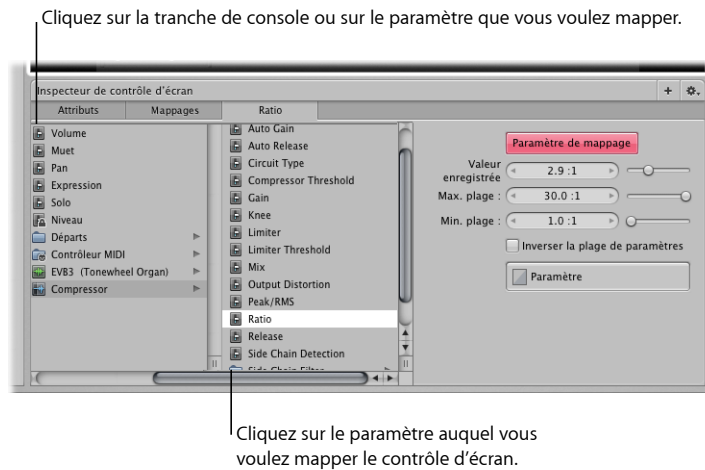 Cliquez sur la tranche de console ou sur le paramètre que vous voulez mapper.
Inspecteur de contrôle d'écran
Attributs Mappages Ratio
Volume
Muet
Pan
Expression
Solo
Niveau
Départs
Contrôleur MIDI
EVB3 (Tonewheel Organ)
Compressor
Auto Gain
Auto Release
Circuit Type
Compressor Threshold
Gain
Knee
Limiter
Limiter Threshold
Mix
Output Distortion
Peak/RMS
Ratio
Release
Side Chain Detection
Side Chain Filter
Paramètre de mappage
Valeur
enregistrée
2.9 :1
Max. plage : 30.0 :1
Min. plage : 1.0 :1
Inverser la plage de paramètres
Paramètre
Cliquez sur le paramètre auquel vous
voulez mapper le contrôle d'écran.